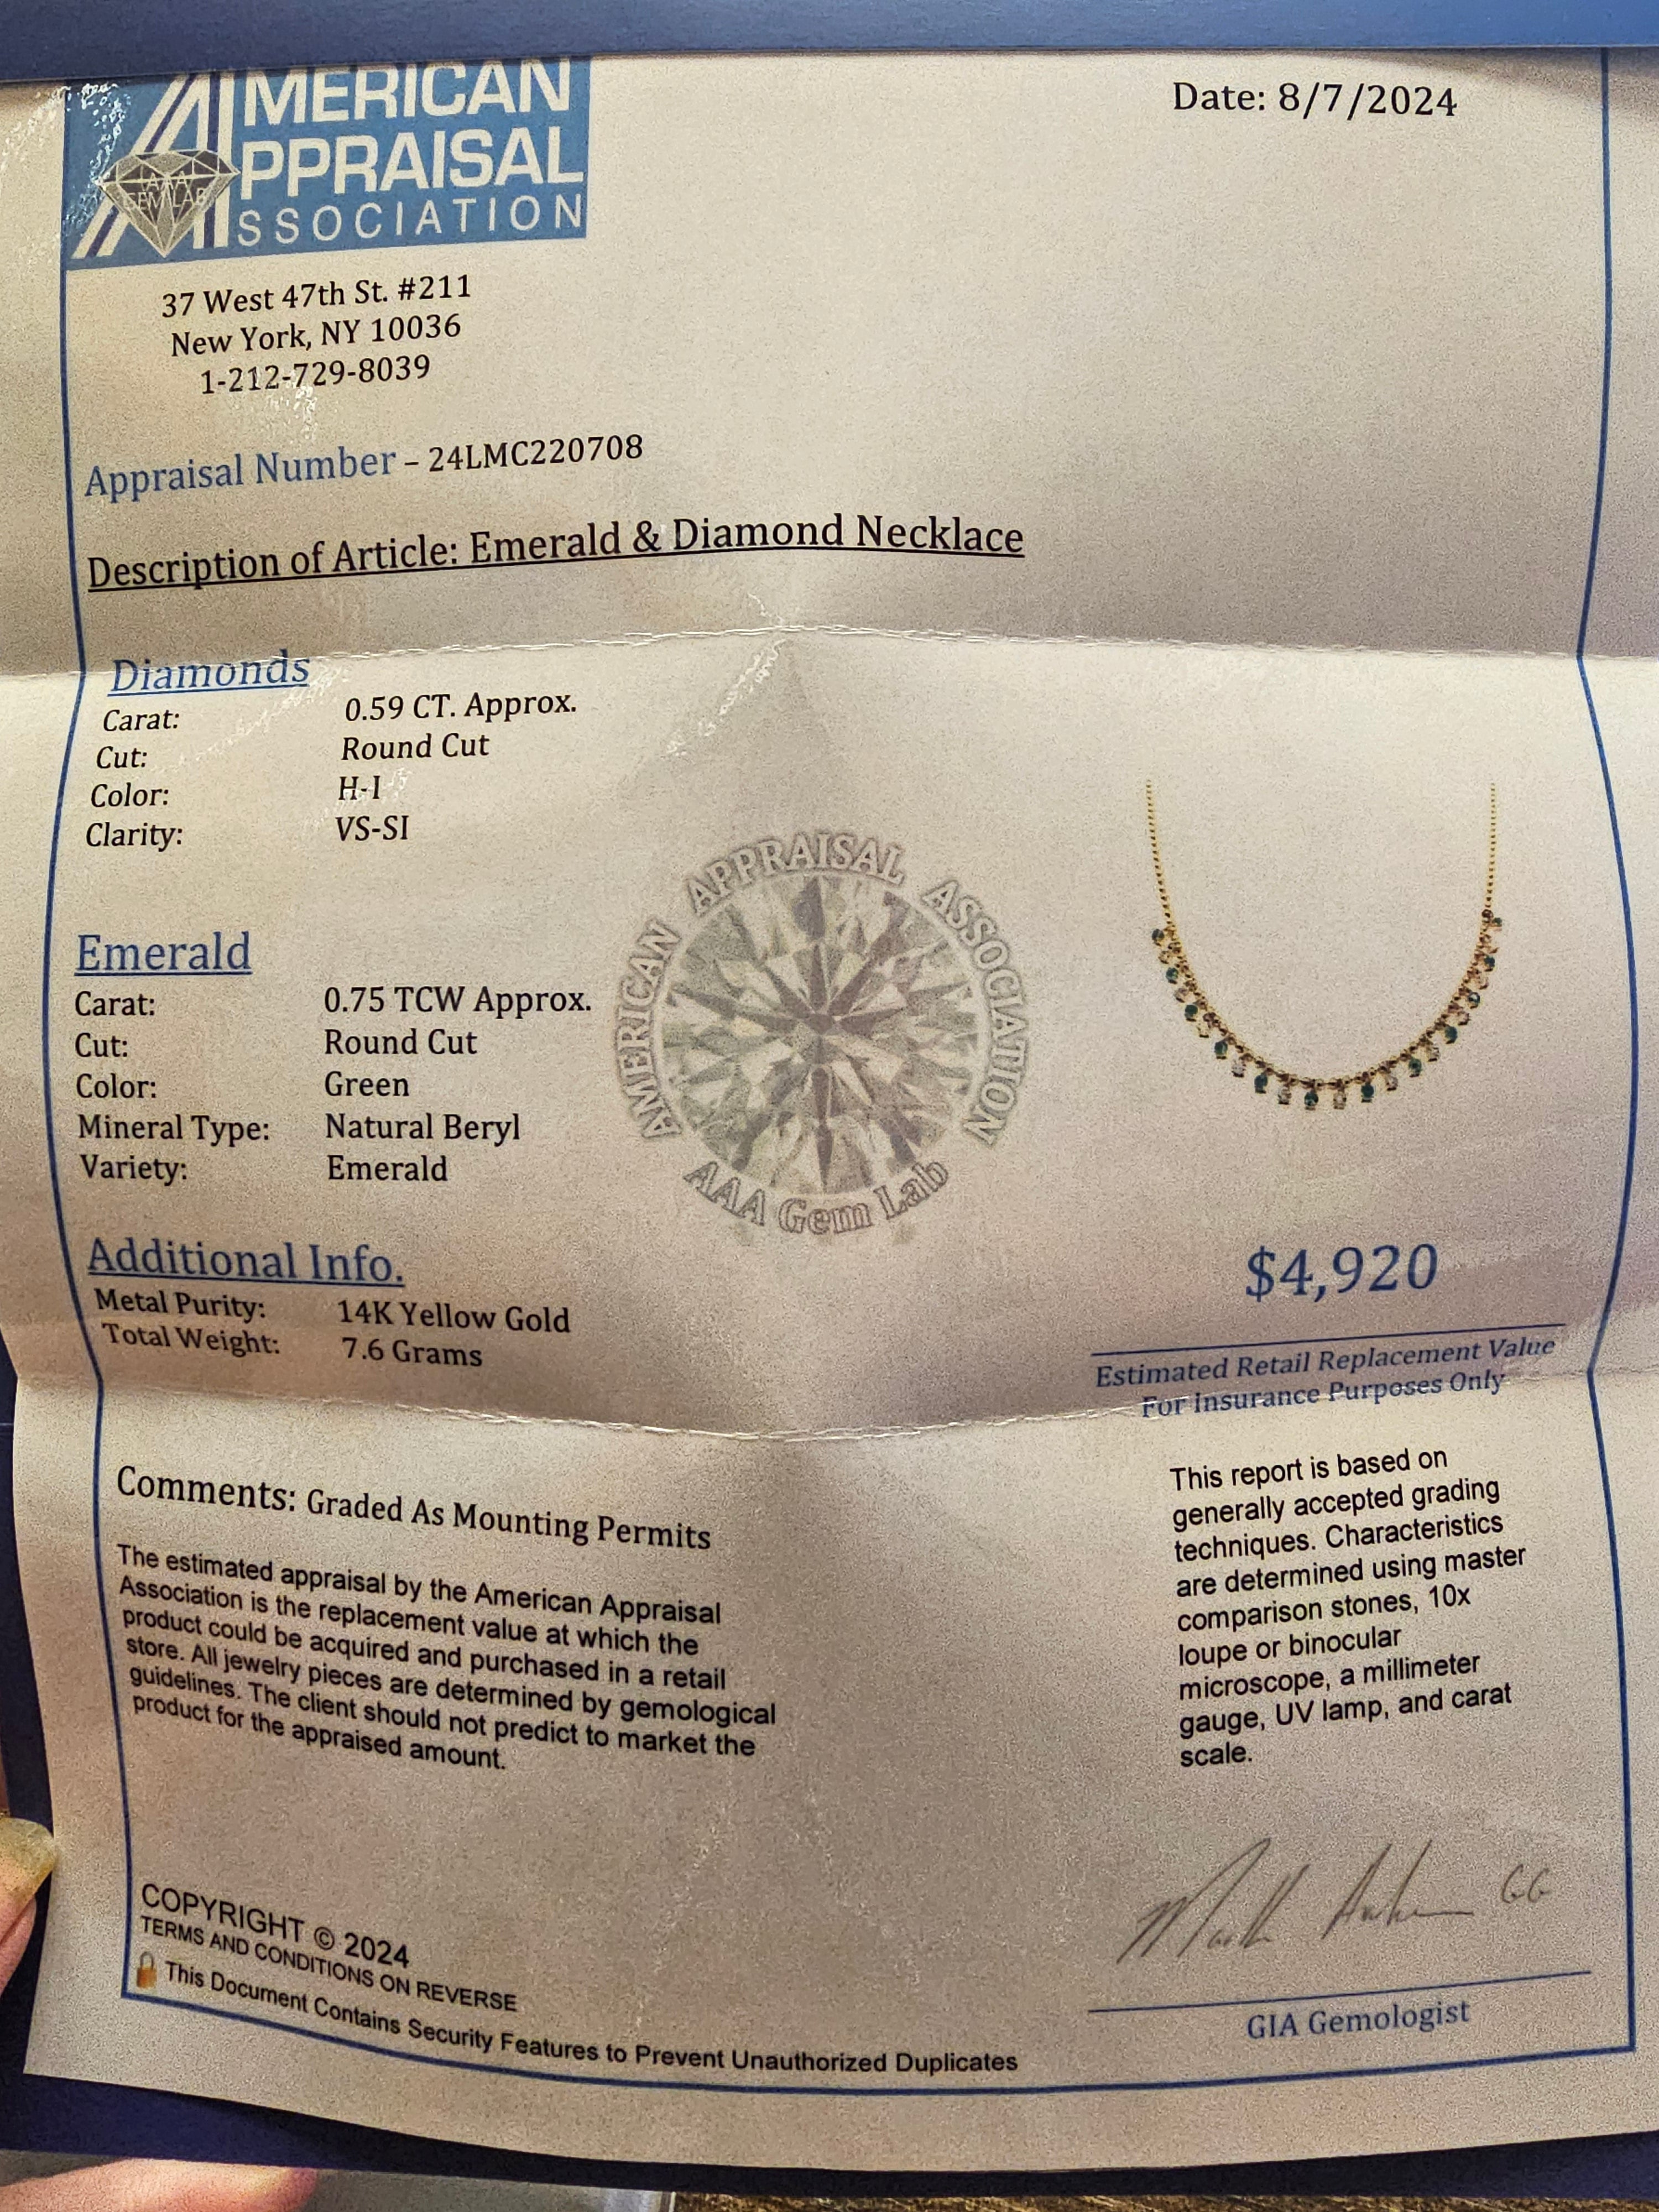 AMERICAN
APPRAISAL
ASSOCIATION
AAA
GEM LAB
Date: 8/7/2024
37 West 47th St. #211
New York, NY 10036
1-212-729-8039
Appraisal Number – 24LMC220708
Description of Article: Emerald & Diamond Necklace
Diamonds
Carat: 0.59 CT. Approx.
Cut: Round Cut
Color: H-I
Clarity: VS-SI
Emerald
Carat: 0.75 TCW Approx.
Cut: Round Cut
Color: Green
Mineral Type: Natural Beryl
Variety: Emerald
AMERICAN APPRAISAL ASSOCIATION
AAA Gem Lab
Additional Info.
Metal Purity: 14K Yellow Gold
Total Weight: 7.6 Grams
$4,920
Estimated Retail Replacement Value
For Insurance Purposes Only
Comments: Graded As Mounting Permits
The estimated appraisal by the American Appraisal
Association is the replacement value at which the
product could be acquired and purchased in a retail
store. All jewelry pieces are determined by gemological
guidelines. The client should not predict to market the
product for the appraised amount.
This report is based on
generally accepted grading
techniques. Characteristics
are determined using master
comparison stones, 10x
loupe or binocular
microscope, a millimeter
gauge, UV lamp, and carat
scale.
GG
GIA Gemologist
COPYRIGHT © 2024
TERMS AND CONDITIONS ON REVERSE
This Document Contains Security Features to Prevent Unauthorized Duplicates